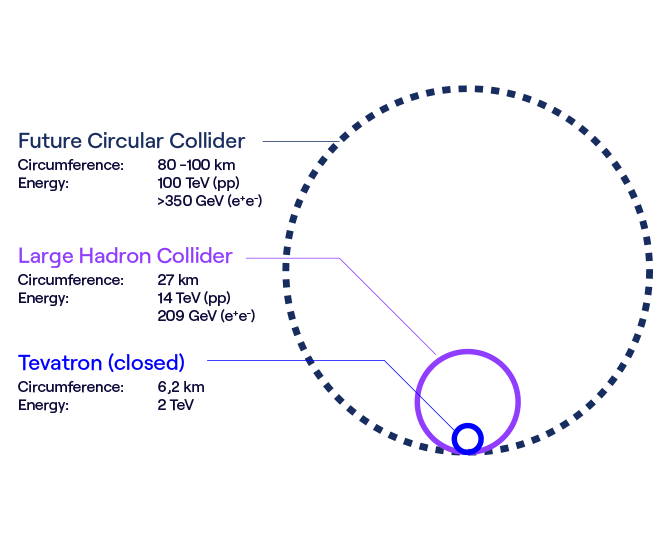 Future Circular Collider
Circumference: 80 -100 km
Energy: 100 TeV (pp)
>350 GeV (e⁺e⁻)
Large Hadron Collider
Circumference: 27 km
Energy: 14 TeV (pp)
209 GeV (e⁺e⁻)
Tevatron (closed)
Circumference: 6,2 km
Energy: 2 TeV